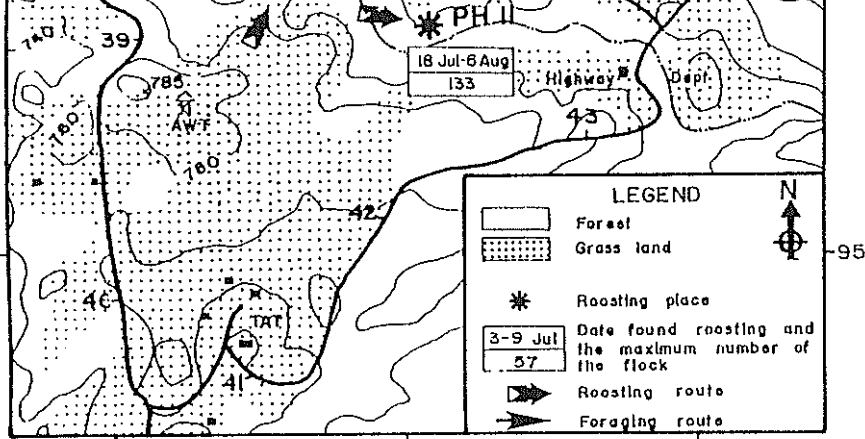 740
39
PH II
18 Jul-6 Aug
133
Highway
Dept.
785
AWT
780
760
43
42
40
TAT
41
LEGEND
N
Forest
Grass land
95
Roosting place
3-9 Jul
57
Date found roosting and
the maximum number of
the flock
Roosting route
Foraging route